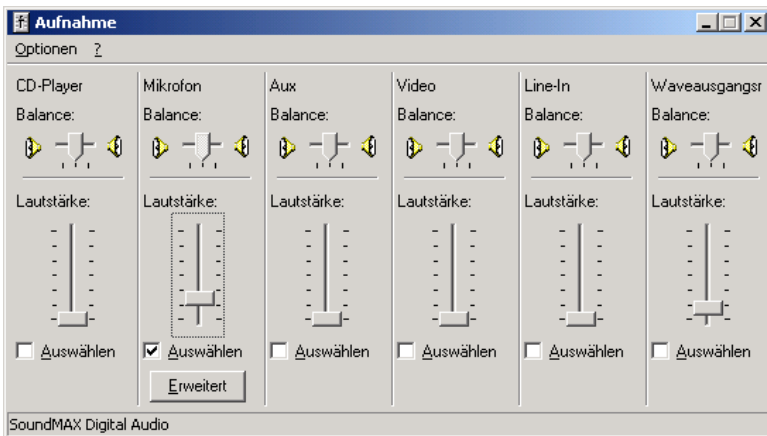 Aufnahme
Optionen ?
CD-Player Mikrofon Aux Video Line-In Waveausgangsr
Balance: Balance: Balance: Balance: Balance: Balance:
Lautstärke: Lautstärke: Lautstärke: Lautstärke: Lautstärke: Lautstärke:
Auswählen Auswählen Auswählen Auswählen Auswählen Auswählen
Erweitert
SoundMAX Digital Audio